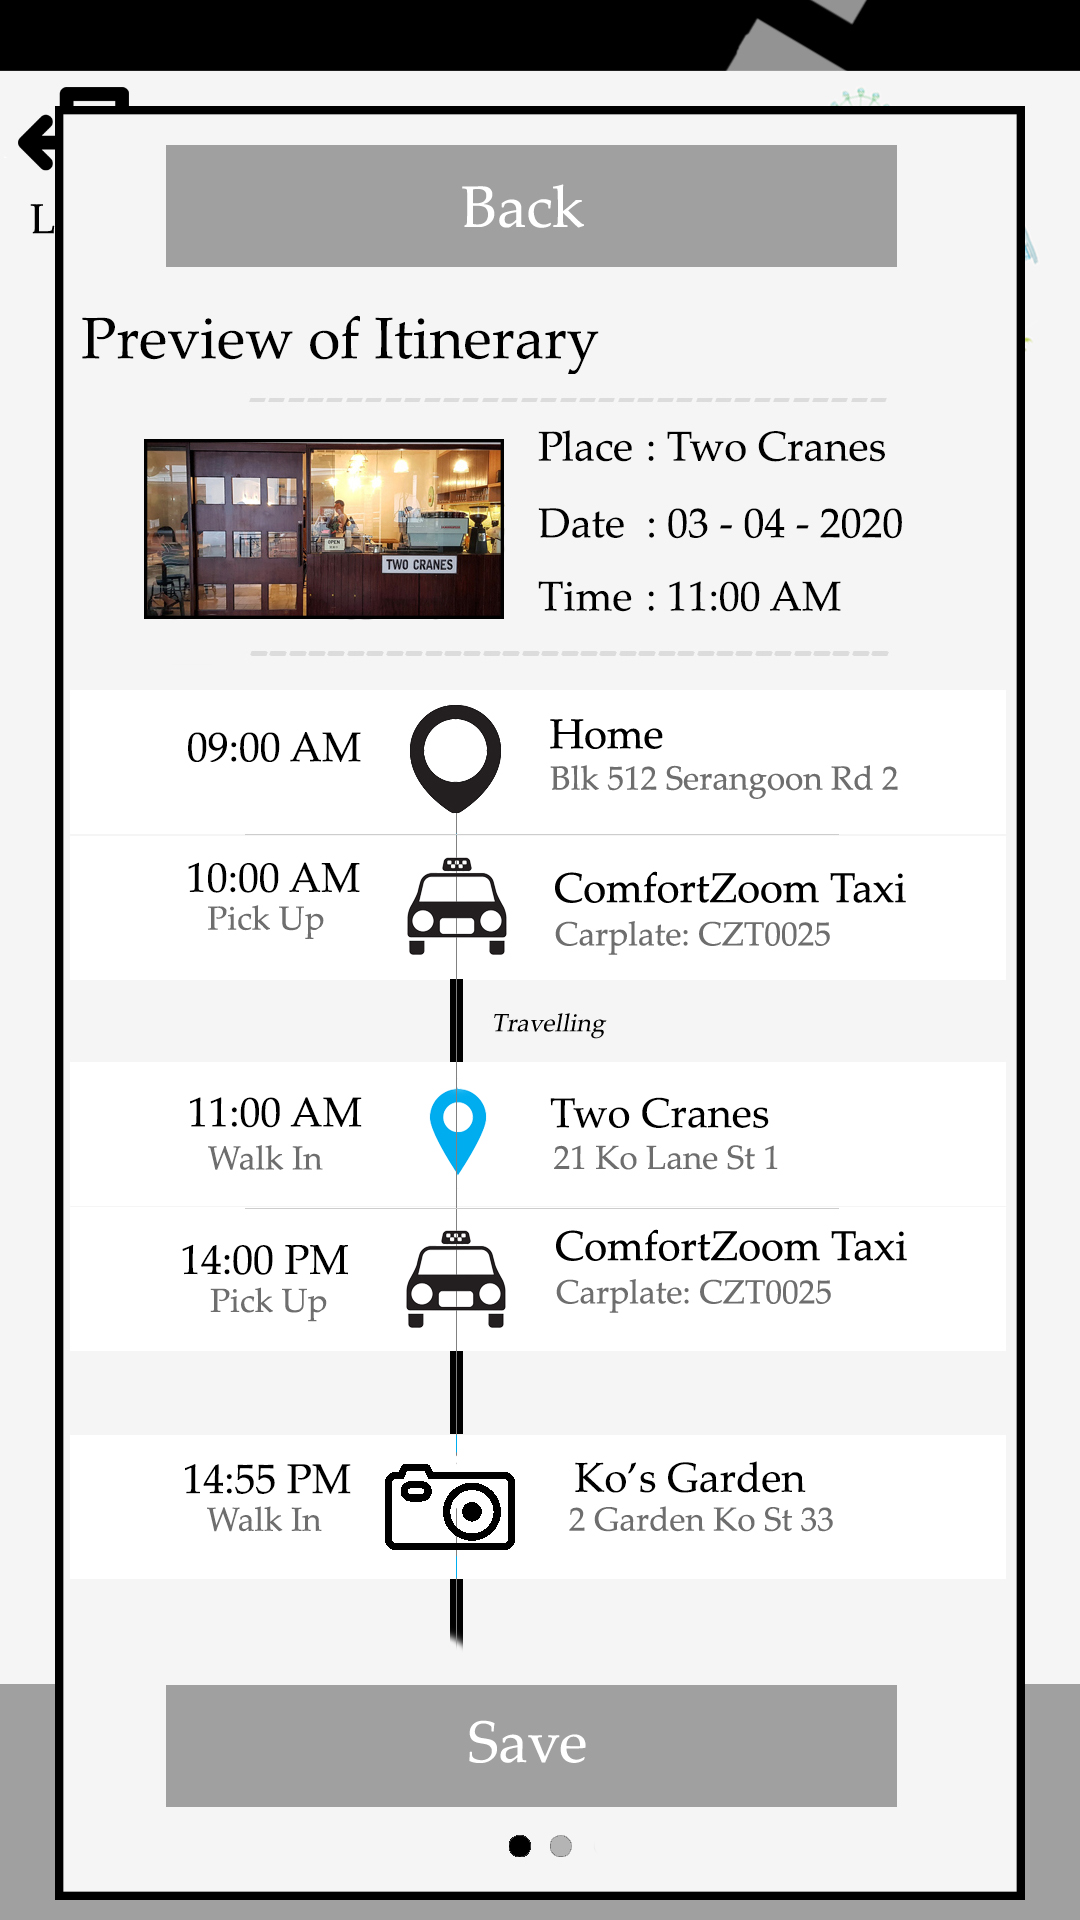 L
Back
Preview of Itinerary
Place : Two Cranes
Date : 03 - 04 - 2020
Time : 11:00 AM
OPEN
TWO CRANES
09:00 AM
Home
Blk 512 Serangoon Rd 2
10:00 AM
Pick Up
ComfortZoom Taxi
Carplate: CZT0025
Travelling
11:00 AM
Walk In
Two Cranes
21 Ko Lane St 1
14:00 PM
Pick Up
ComfortZoom Taxi
Carplate: CZT0025
14:55 PM
Walk In
Ko’s Garden
2 Garden Ko St 33
Save